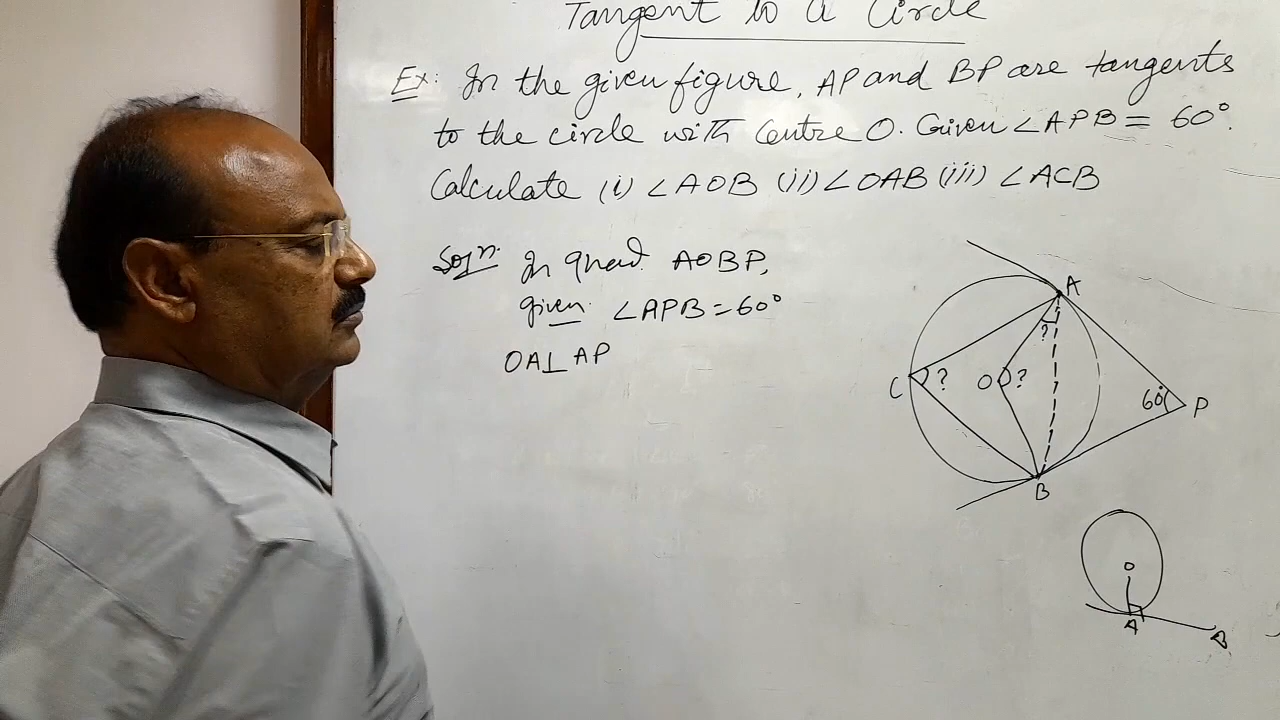 Tangent to a Circle
Ex: In the given figure, AP and BP are tangents
to the circle with Centre O. Given ∠APB = 60°.
Calculate (i) ∠AOB (ii) ∠OAB (iii) ∠ACB
Solⁿ. In quad. AOBP,
given ∠APB = 60°
OA⊥AP
A
?
C ? O ? 60° P
B
O
A B